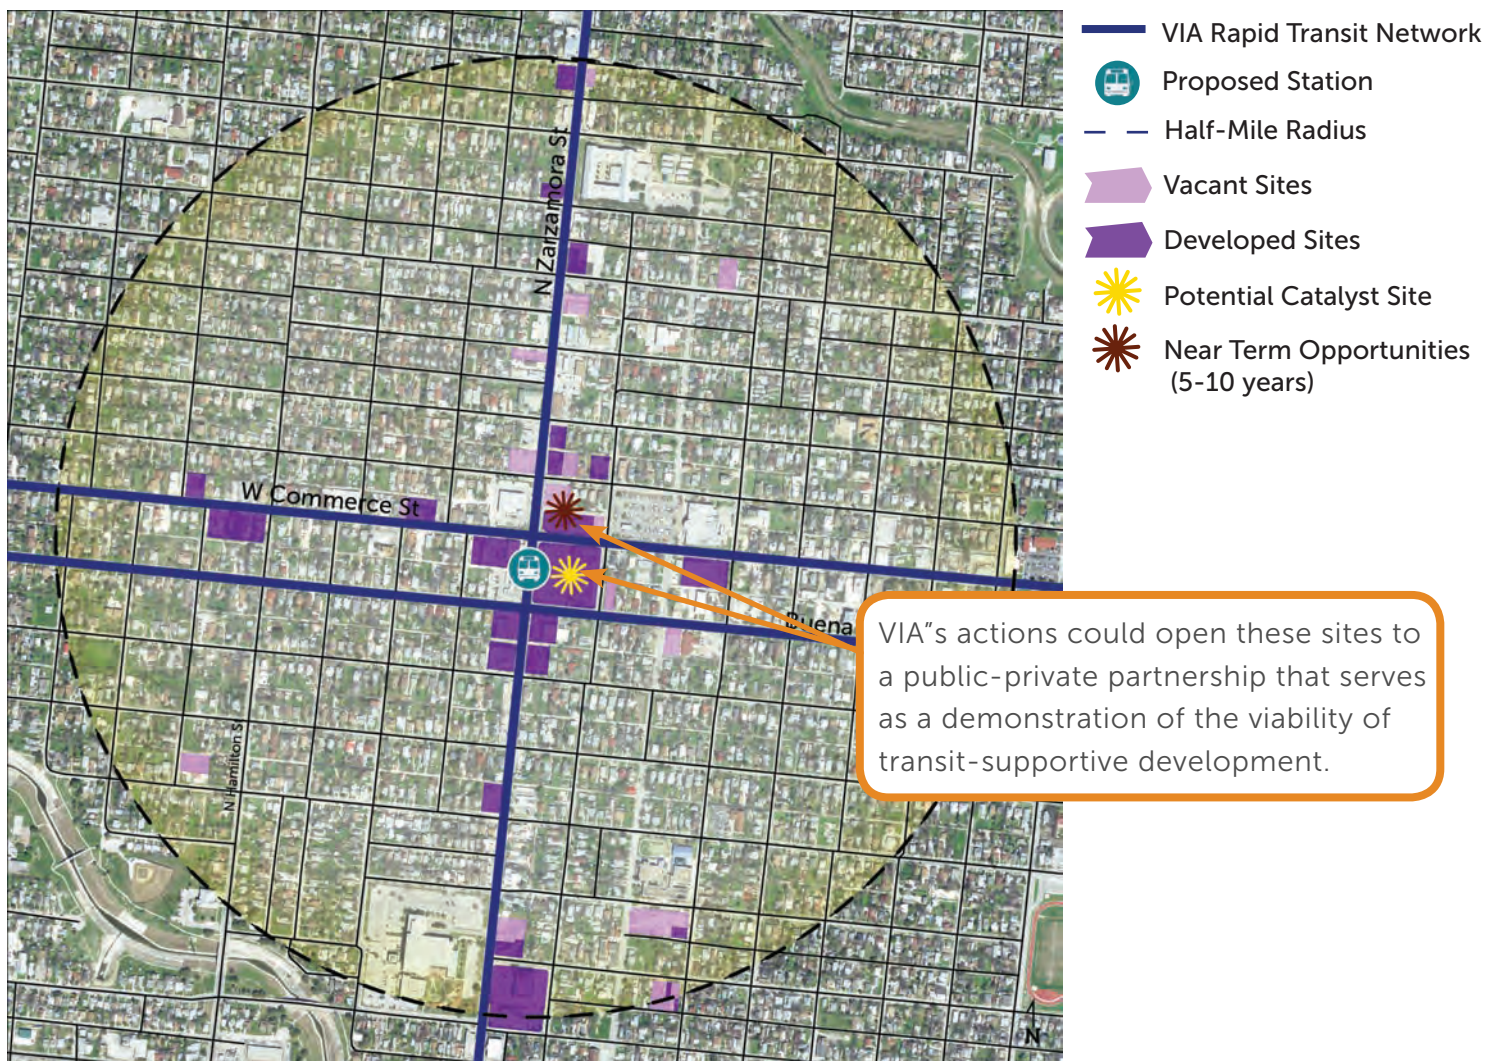 VIA Rapid Transit Network
Proposed Station
Half-Mile Radius
Vacant Sites
Developed Sites
Potential Catalyst Site
Near Term Opportunities
(5-10 years)
N Zarzamora St
W Commerce St
Buena
N Hamilton S
VIA"s actions could open these sites to
a public-private partnership that serves
as a demonstration of the viability of
transit-supportive development.
N